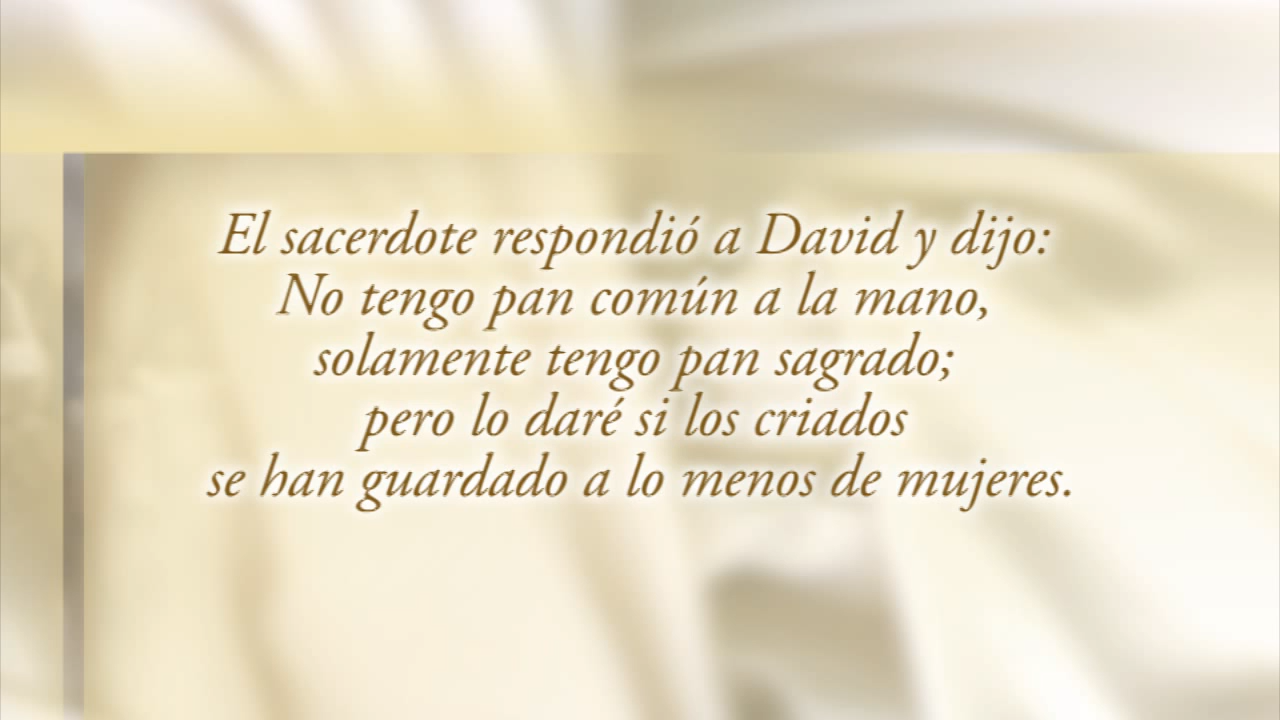 El sacerdote respondió a David y dijo:
No tengo pan común a la mano,
solamente tengo pan sagrado;
pero lo daré si los criados
se han guardado a lo menos de mujeres.